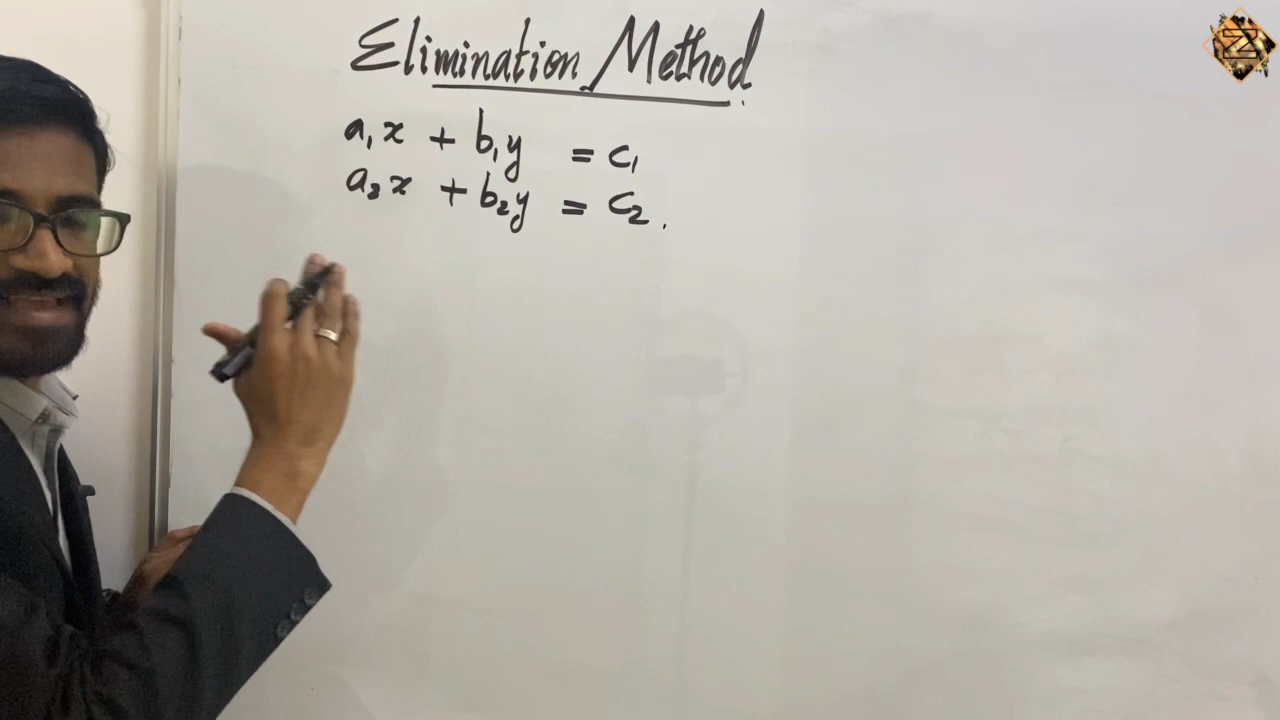 Elimination Method.
a₁x + b₁y = c₁
a₂x + b₂y = c₂.